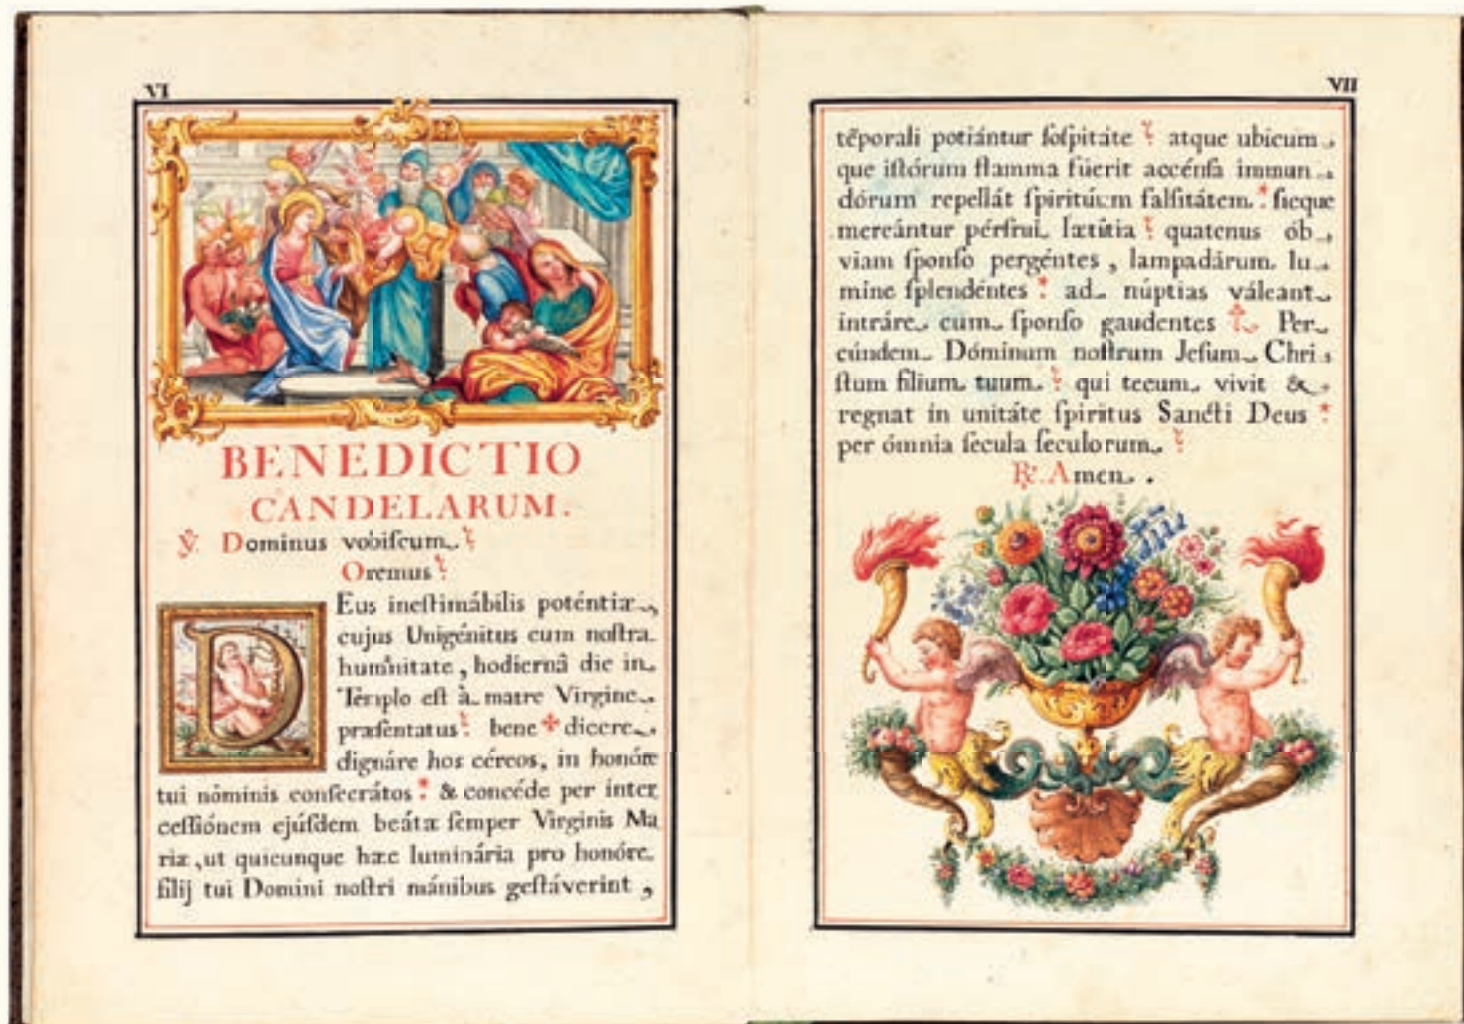 VI
BENEDICTIO
CANDELARUM.
℣. Dominus vobiſcum.
Oremus
DEus ineſtimábilis poténtiæ,
cujus Unigénitus cum noſtra
humnitate, hodiernâ die in
Templo eſt à matre Virgine
præſentatus: bene✠dicere
dignáre hos céreos, in honóre
tui nóminis conſecrátos: & concéde per inter
ceſſiónem ejúſdem beátæ ſemper Virginis Ma
riæ, ut quicunque hæc luminária pro honóre
filij tui Domini noſtri mánibus geſtáverint,
VII
tẽporali potiántur ſoſpitáte: atque ubicum
que iſtórum flamma fúerit accénſa immun
dórum repellát ſpirituum falſitátem: ſicque
mereántur pérfrui lætítia: quatenus ób
viam ſponſo pergéntes, lampadárum lu
mine ſplendéntes: ad núptias váleant
intráre cum ſponſo gaudentes. Per
eúndem Dóminum noſtrum Jeſum Chri
ſtum filium tuum: qui tecum vivit &
regnat in unitáte ſpiritus Sancti Deus:
per ómnia ſecula ſeculorum.
℟. Amen.